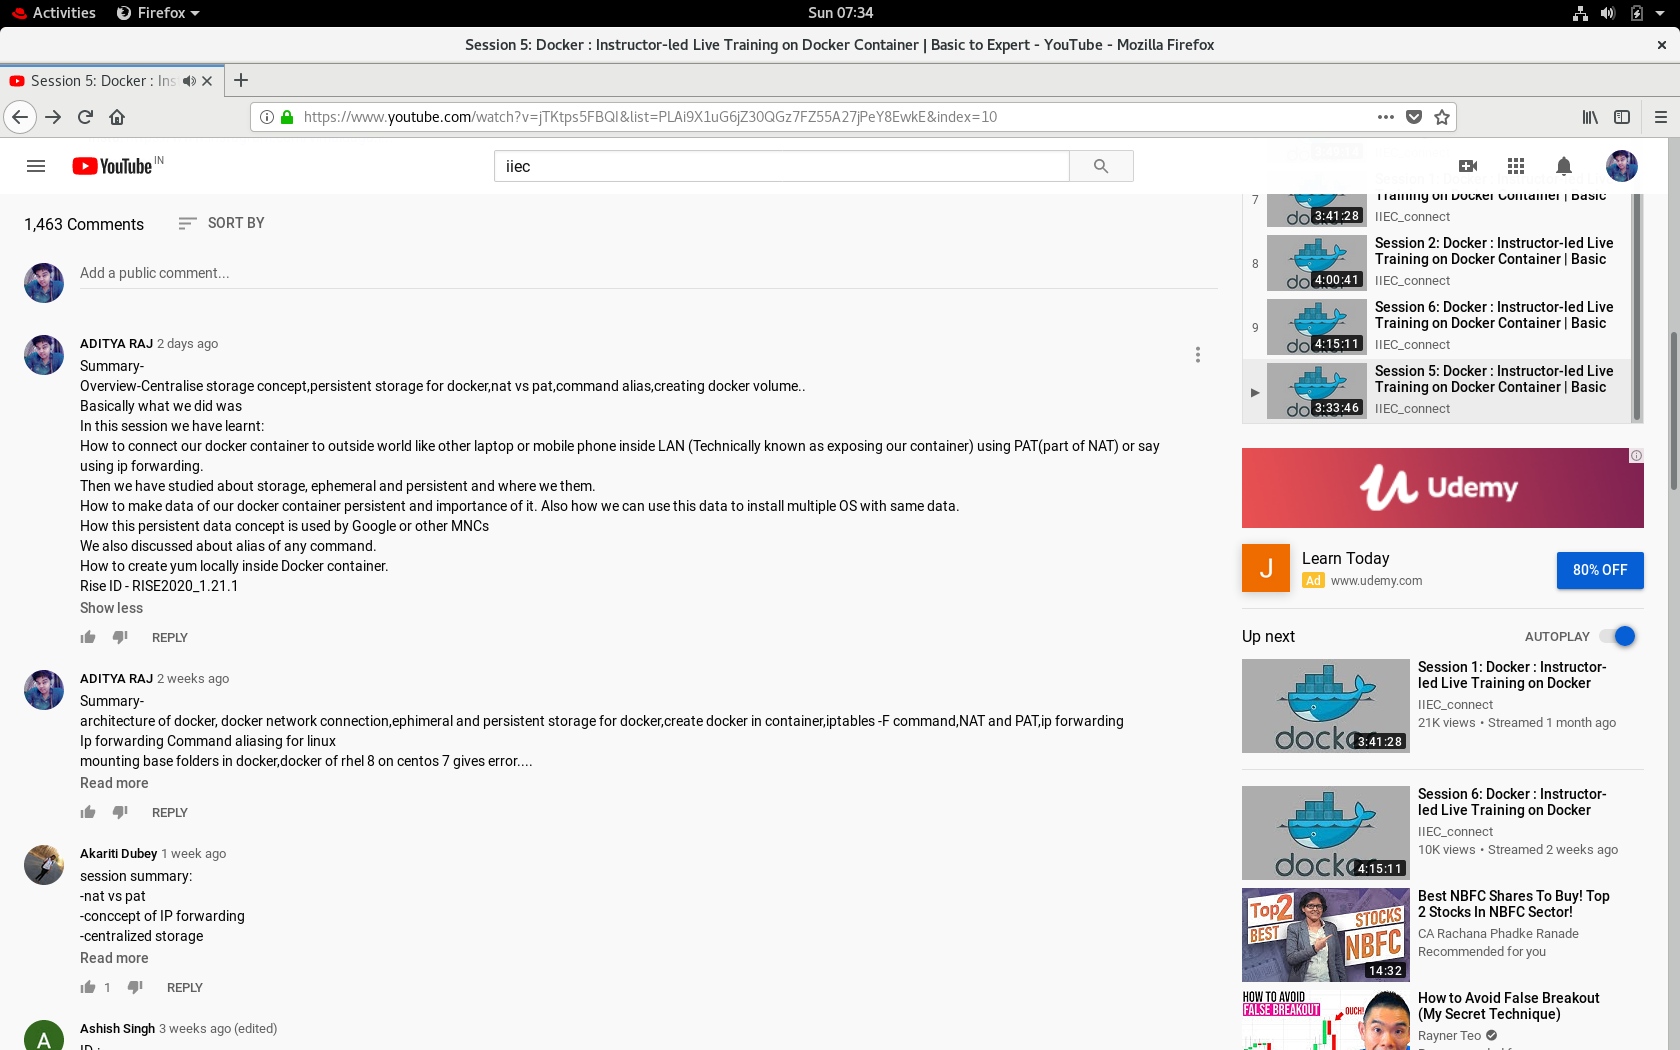 Activities
Firefox
Sun 07:34
Session 5: Docker : Instructor-led Live Training on Docker Container | Basic to Expert - YouTube - Mozilla Firefox
Session 5: Docker : Ins
https://www.youtube.com/watch?v=jTKtps5FBQI&list=PLAi9X1uG6jZ30QGz7FZ55A27jPeY8EwkE&index=10
YouTube IN
iiec
1,463 Comments
SORT BY
Add a public comment...
ADITYA RAJ 2 days ago
Summary-
Overview-Centralise storage concept,persistent storage for docker,nat vs pat,command alias,creating docker volume..
Basically what we did was
In this session we have learnt:
How to connect our docker container to outside world like other laptop or mobile phone inside LAN (Technically known as exposing our container) using PAT(part of NAT) or say
using ip forwarding.
Then we have studied about storage, ephemeral and persistent and where we them.
How to make data of our docker container persistent and importance of it. Also how we can use this data to install multiple OS with same data.
How this persistent data concept is used by Google or other MNCs
We also discussed about alias of any command.
How to create yum locally inside Docker container.
Rise ID - RISE2020_1.21.1
Show less
REPLY
ADITYA RAJ 2 weeks ago
Summary-
architecture of docker, docker network connection,ephimeral and persistent storage for docker,create docker in container,iptables -F command,NAT and PAT,ip forwarding
Ip forwarding Command aliasing for linux
mounting base folders in docker,docker of rhel 8 on centos 7 gives error....
Read more
REPLY
Akariti Dubey 1 week ago
session summary:
-nat vs pat
-conccept of IP forwarding
-centralized storage
Read more
1
REPLY
A
Ashish Singh 3 weeks ago (edited)
ID :
7
docker
3:41:28
Session 1: Docker : Instructor-led Live
Training on Docker Container | Basic
IIEC_connect
8
docker
4:00:41
Session 2: Docker : Instructor-led Live
Training on Docker Container | Basic
IIEC_connect
9
docker
4:15:11
Session 6: Docker : Instructor-led Live
Training on Docker Container | Basic
IIEC_connect
docker
3:33:46
Session 5: Docker : Instructor-led Live
Training on Docker Container | Basic
IIEC_connect
Udemy
J
Learn Today
Ad www.udemy.com
80% OFF
Up next
AUTOPLAY
docker
3:41:28
Session 1: Docker : Instructor-
led Live Training on Docker
IIEC_connect
21K views • Streamed 1 month ago
docker
4:15:11
Session 6: Docker : Instructor-
led Live Training on Docker
IIEC_connect
10K views • Streamed 2 weeks ago
Top 2
BEST
STOCKS
IN
NBFC
14:32
Best NBFC Shares To Buy! Top
2 Stocks In NBFC Sector!
CA Rachana Phadke Ranade
Recommended for you
HOW TO AVOID
FALSE BREAKOUT
OUCH!
How to Avoid False Breakout
(My Secret Technique)
Rayner Teo